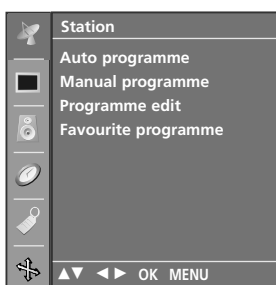 Station
Auto programme
Manual programme
Programme edit
Favourite programme
▲▼ ◄► OK MENU